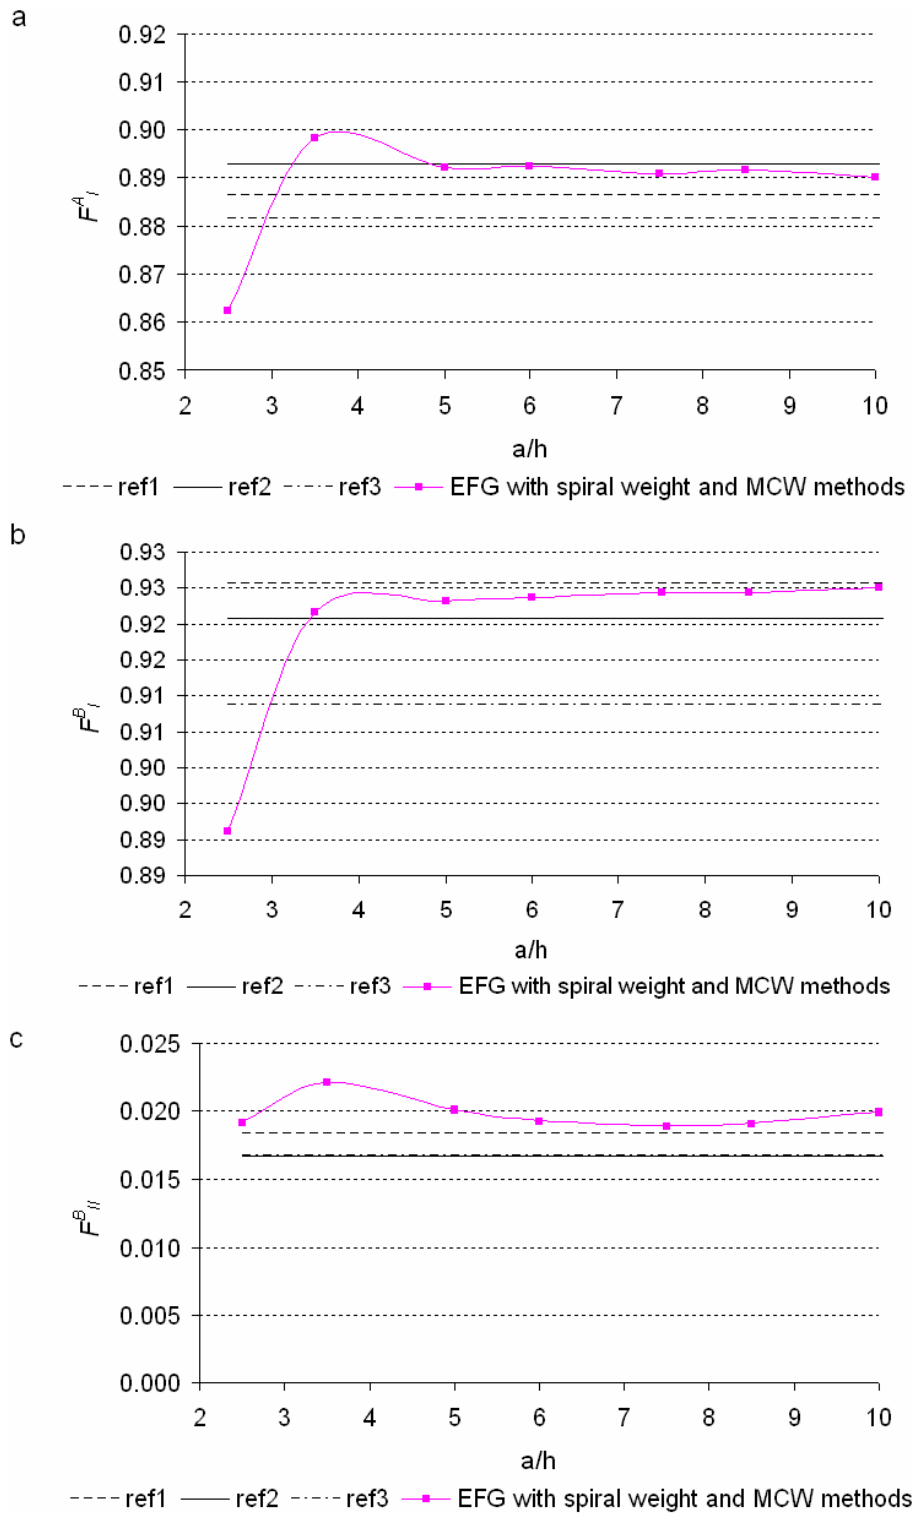 a
0.92
0.91
0.90
0.89
0.88
0.87
0.86
0.85
F^A_I
2 3 4 5 6 7 8 9 10
a/h
ref1 ref2 ref3 EFG with spiral weight and MCW methods
b
0.93
0.93
0.92
0.92
0.91
0.91
0.90
0.90
0.89
0.89
F^B_I
2 3 4 5 6 7 8 9 10
a/h
ref1 ref2 ref3 EFG with spiral weight and MCW methods
c
0.025
0.020
0.015
0.010
0.005
0.000
F^B_II
2 3 4 5 6 7 8 9 10
a/h
ref1 ref2 ref3 EFG with spiral weight and MCW methods